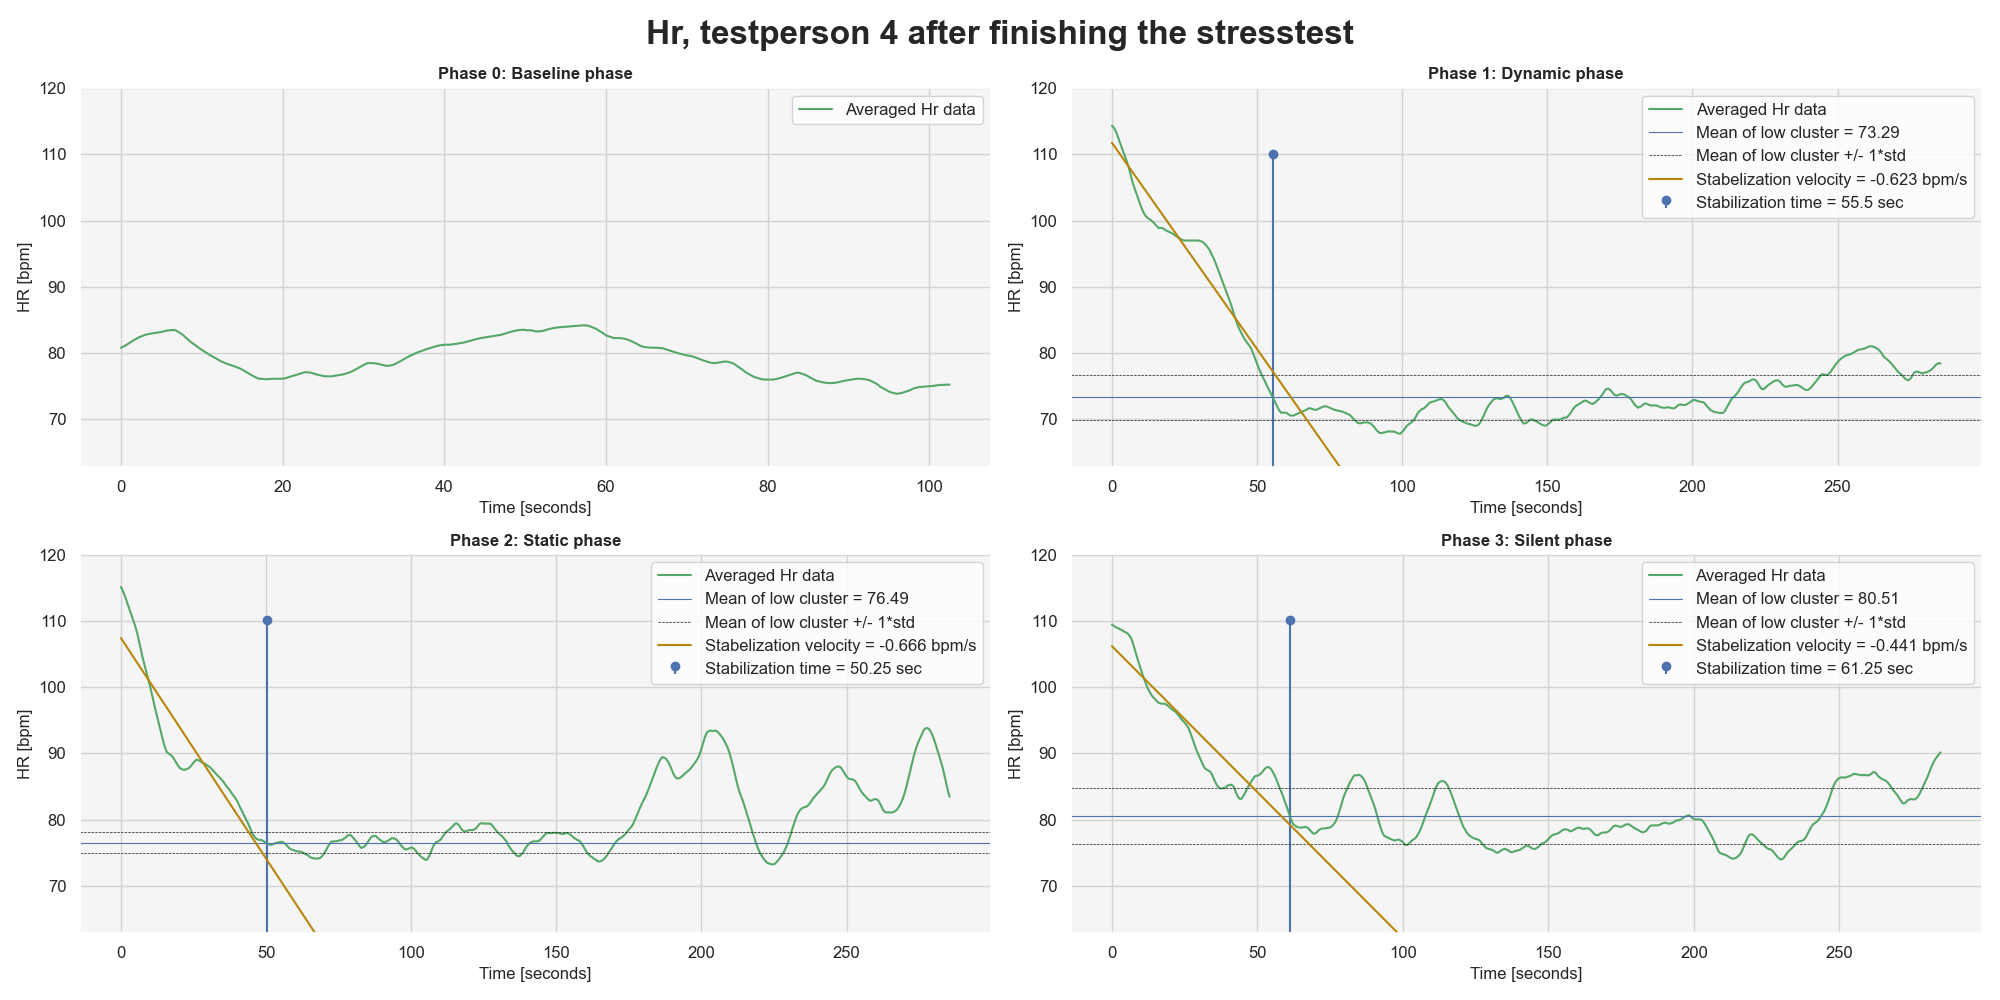 Hr, testperson 4 after finishing the stresstest
Phase 0: Baseline phase
120
110
100
90
80
70
HR [bpm]
Averaged Hr data
0 20 40 60 80 100
Time [seconds]
Phase 1: Dynamic phase
120
110
100
90
80
70
HR [bpm]
Averaged Hr data
Mean of low cluster = 73.29
Mean of low cluster +/- 1*std
Stabelization velocity = -0.623 bpm/s
Stabilization time = 55.5 sec
0 50 100 150 200 250
Time [seconds]
Phase 2: Static phase
120
110
100
90
80
70
HR [bpm]
Averaged Hr data
Mean of low cluster = 76.49
Mean of low cluster +/- 1*std
Stabelization velocity = -0.666 bpm/s
Stabilization time = 50.25 sec
0 50 100 150 200 250
Time [seconds]
Phase 3: Silent phase
120
110
100
90
80
70
HR [bpm]
Averaged Hr data
Mean of low cluster = 80.51
Mean of low cluster +/- 1*std
Stabelization velocity = -0.441 bpm/s
Stabilization time = 61.25 sec
0 50 100 150 200 250
Time [seconds]